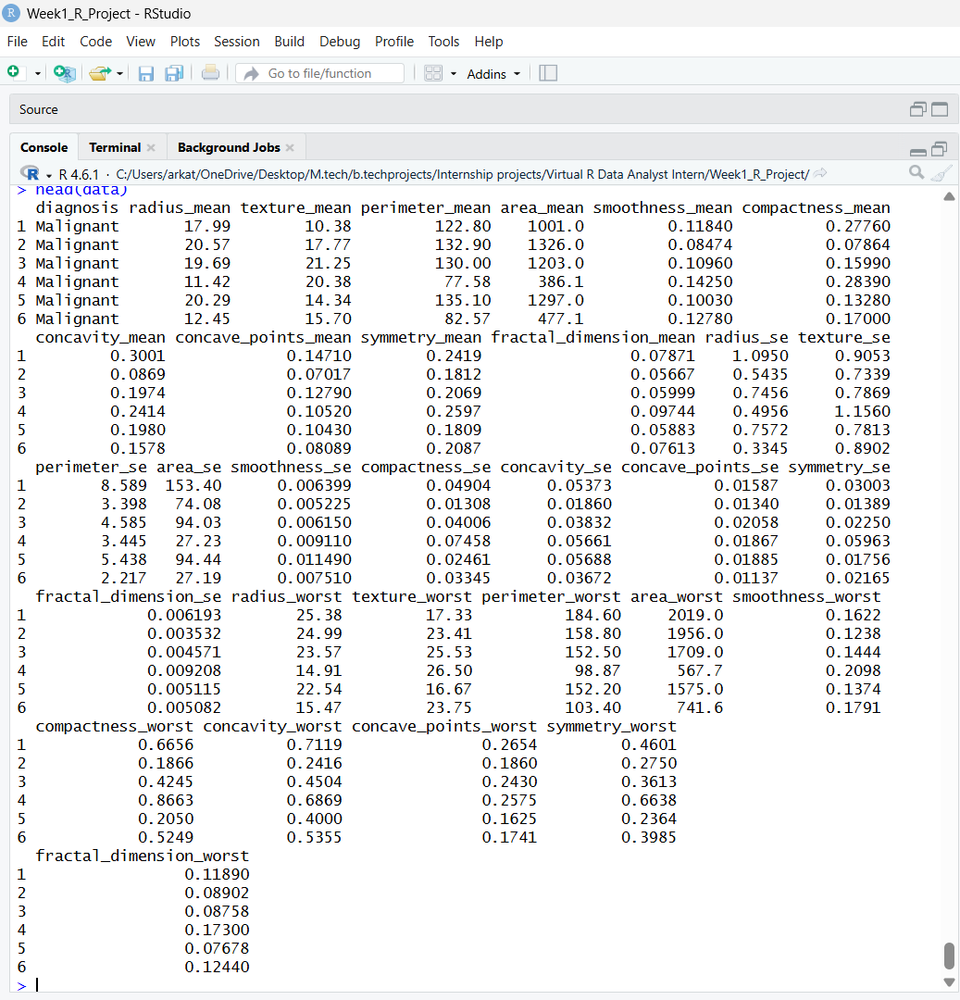 R Week1_R_Project - RStudio
File Edit Code View Plots Session Build Debug Profile Tools Help
Go to file/function Addins
Source
Console Terminal Background Jobs
R R 4.6.1 · C:/Users/arkat/OneDrive/Desktop/M.tech/b.techprojects/Internship projects/Virtual R Data Analyst Intern/Week1_R_Project/
> head(data)
  diagnosis radius_mean texture_mean perimeter_mean area_mean smoothness_mean compactness_mean
1 Malignant       17.99        10.38         122.80    1001.0         0.11840          0.27760
2 Malignant       20.57        17.77         132.90    1326.0         0.08474          0.07864
3 Malignant       19.69        21.25         130.00    1203.0         0.10960          0.15990
4 Malignant       11.42        20.38          77.58     386.1         0.14250          0.28390
5 Malignant       20.29        14.34         135.10    1297.0         0.10030          0.13280
6 Malignant       12.45        15.70          82.57     477.1         0.12780          0.17000
  concavity_mean concave_points_mean symmetry_mean fractal_dimension_mean radius_se texture_se
1         0.3001             0.14710        0.2419                0.07871    1.0950     0.9053
2         0.0869             0.07017        0.1812                0.05667    0.5435     0.7339
3         0.1974             0.12790        0.2069                0.05999    0.7456     0.7869
4         0.2414             0.10520        0.2597                0.09744    0.4956     1.1560
5         0.1980             0.10430        0.1809                0.05883    0.7572     0.7813
6         0.1578             0.08089        0.2087                0.07613    0.3345     0.8902
  perimeter_se area_se smoothness_se compactness_se concavity_se concave_points_se symmetry_se
1        8.589  153.40      0.006399        0.04904      0.05373           0.01587     0.03003
2        3.398   74.08      0.005225        0.01308      0.01860           0.01340     0.01389
3        4.585   94.03      0.006150        0.04006      0.03832           0.02058     0.02250
4        3.445   27.23      0.009110        0.07458      0.05661           0.01867     0.05963
5        5.438   94.44      0.011490        0.02461      0.05688           0.01885     0.01756
6        2.217   27.19      0.007510        0.03345      0.03672           0.01137     0.02165
  fractal_dimension_se radius_worst texture_worst perimeter_worst area_worst smoothness_worst
1             0.006193        25.38         17.33          184.60     2019.0           0.1622
2             0.003532        24.99         23.41          158.80     1956.0           0.1238
3             0.004571        23.57         25.53          152.50     1709.0           0.1444
4             0.009208        14.91         26.50           98.87      567.7           0.2098
5             0.005115        22.54         16.67          152.20     1575.0           0.1374
6             0.005082        15.47         23.75          103.40      741.6           0.1791
  compactness_worst concavity_worst concave_points_worst symmetry_worst
1            0.6656          0.7119               0.2654         0.4601
2            0.1866          0.2416               0.1860         0.2750
3            0.4245          0.4504               0.2430         0.3613
4            0.8663          0.6869               0.2575         0.6638
5            0.2050          0.4000               0.1625         0.2364
6            0.5249          0.5355               0.1741         0.3985
  fractal_dimension_worst
1                 0.11890
2                 0.08902
3                 0.08758
4                 0.17300
5                 0.07678
6                 0.12440
>